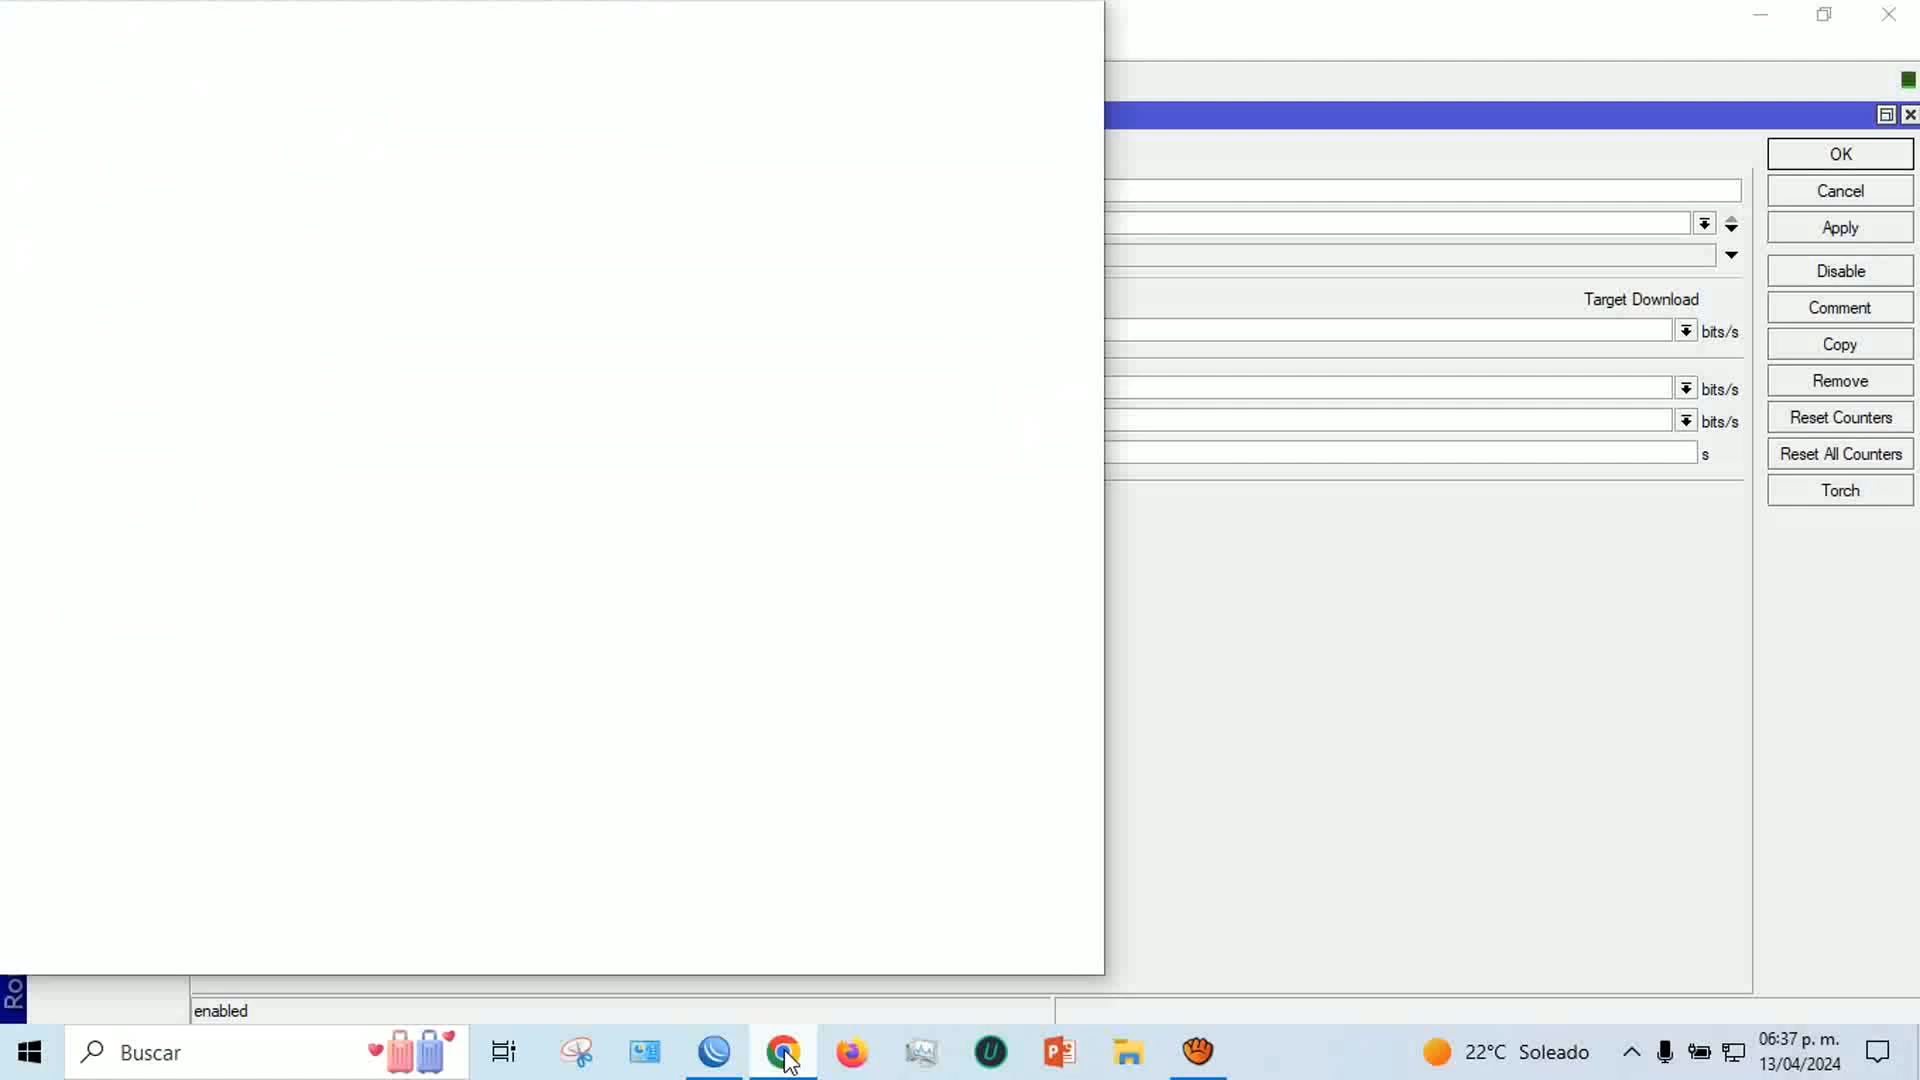 OK
Cancel
Apply
Target Download
Disable
Comment
bits/s
Copy
Remove
bits/s
Reset Counters
bits/s
Reset All Counters
s
Torch
Ro
enabled
Buscar
22°C Soleado
06:37 p. m.
13/04/2024